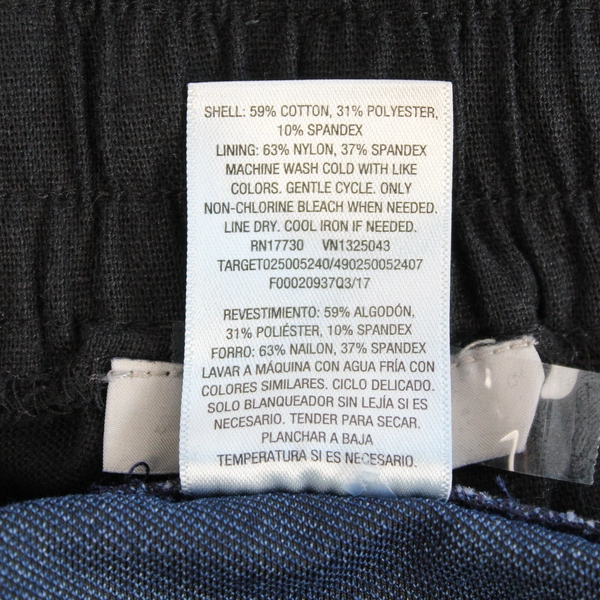 SHELL: 59% COTTON, 31% POLYESTER,
10% SPANDEX
LINING: 63% NYLON, 37% SPANDEX
MACHINE WASH COLD WITH LIKE
COLORS. GENTLE CYCLE. ONLY
NON-CHLORINE BLEACH WHEN NEEDED.
LINE DRY. COOL IRON IF NEEDED.
RN17730 VN1325043
TARGET025005240/490250052407
F00020937Q3/17
REVESTIMIENTO: 59% ALGODÓN,
31% POLIÉSTER, 10% SPANDEX
FORRO: 63% NAILON, 37% SPANDEX
LAVAR A MÁQUINA CON AGUA FRÍA CON
COLORES SIMILARES. CICLO DELICADO.
SOLO BLANQUEADOR SIN LEJÍA SI ES
NECESARIO. TENDER PARA SECAR.
PLANCHAR A BAJA
TEMPERATURA SI ES NECESARIO.